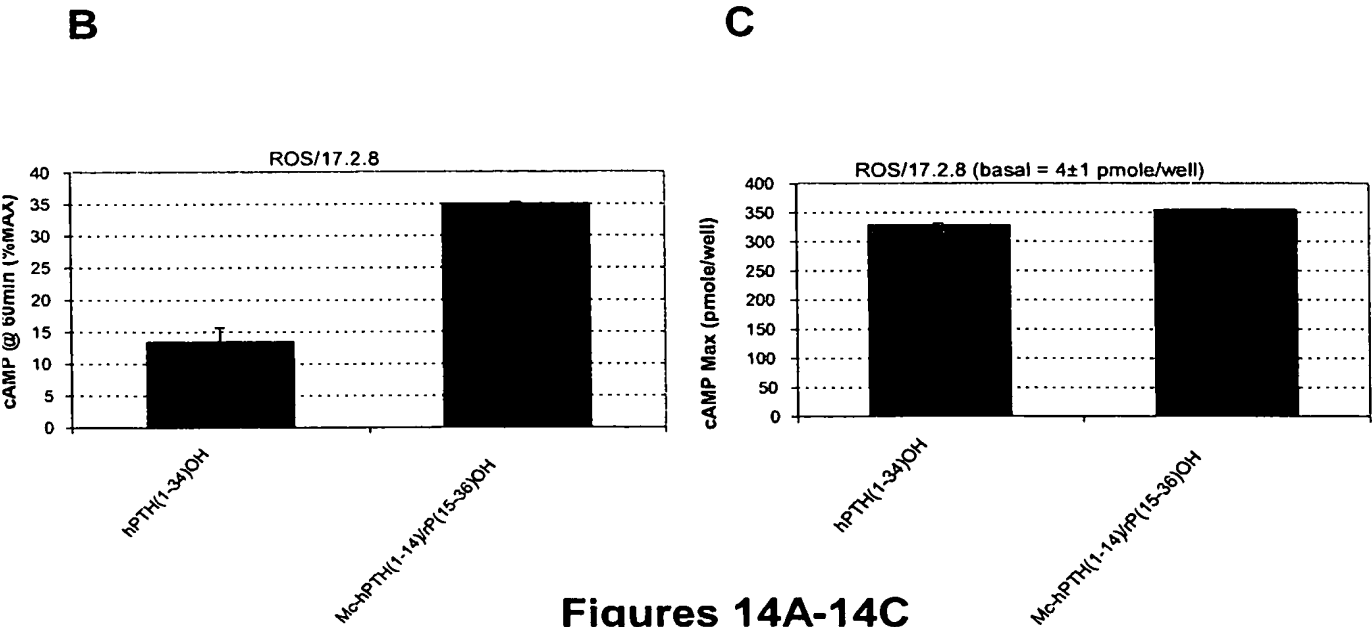 B
ROS/17.2.8
cAMP (@ 60min (%MAX)
40
35
30
25
20
15
10
5
0
hPTH(1-34)OH
Mc-hPTH(1-14)/rP(15-36)OH
C
ROS/17.2.8 (basal = 4±1 pmole/well)
cAMP Max (pmole/well)
400
350
300
250
200
150
100
50
0
hPTH(1-34)OH
Mc-hPTH(1-14)/rP(15-36)OH
Figures 14A-14C